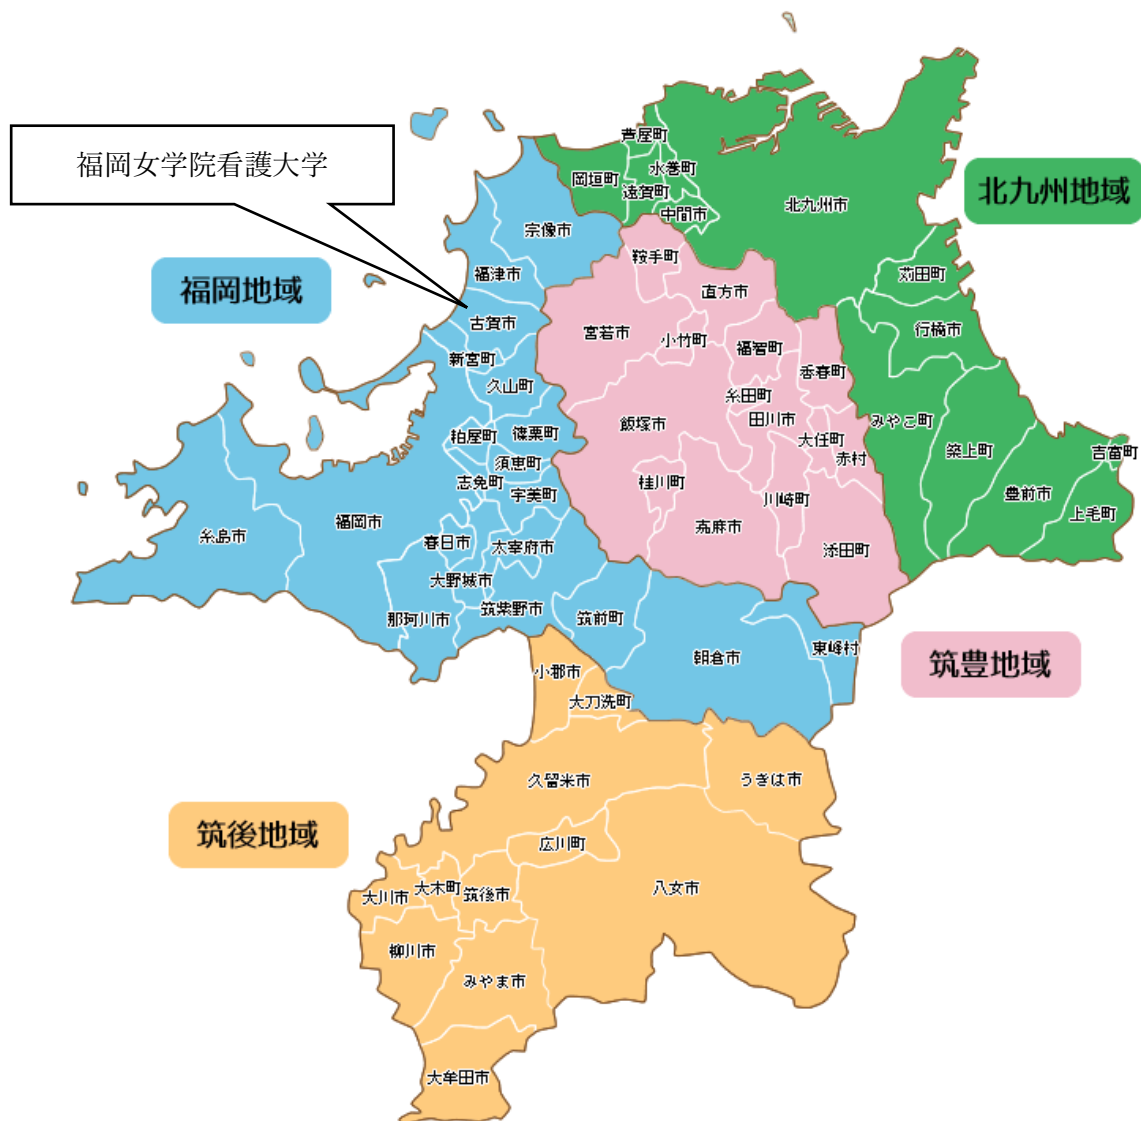 芦屋町
福岡女学院看護大学
水巻町
岡垣町
遠賀町
北九州地域
北九州市
中間市
宗像市
鞍手町
福津市
苅田町
福岡地域
直方市
古賀市
行橋市
宮若市
小竹町
福智町
新宮町
香春町
久山町
糸田町
飯塚市
田川市
みやこ町
粕屋町
篠栗町
大任町
築上町
吉富町
須恵町
赤村
志免町
桂川町
宇美町
川崎町
豊前市
福岡市
嘉麻市
上毛町
糸島市
春日市
太宰府市
添田町
大野城市
筑紫野市
那珂川市
筑前町
東峰村
朝倉市
筑豊地域
小郡市
大刀洗町
久留米市
うきは市
筑後地域
広川町
大木町
八女市
大川市
筑後市
柳川市
みやま市
大牟田市